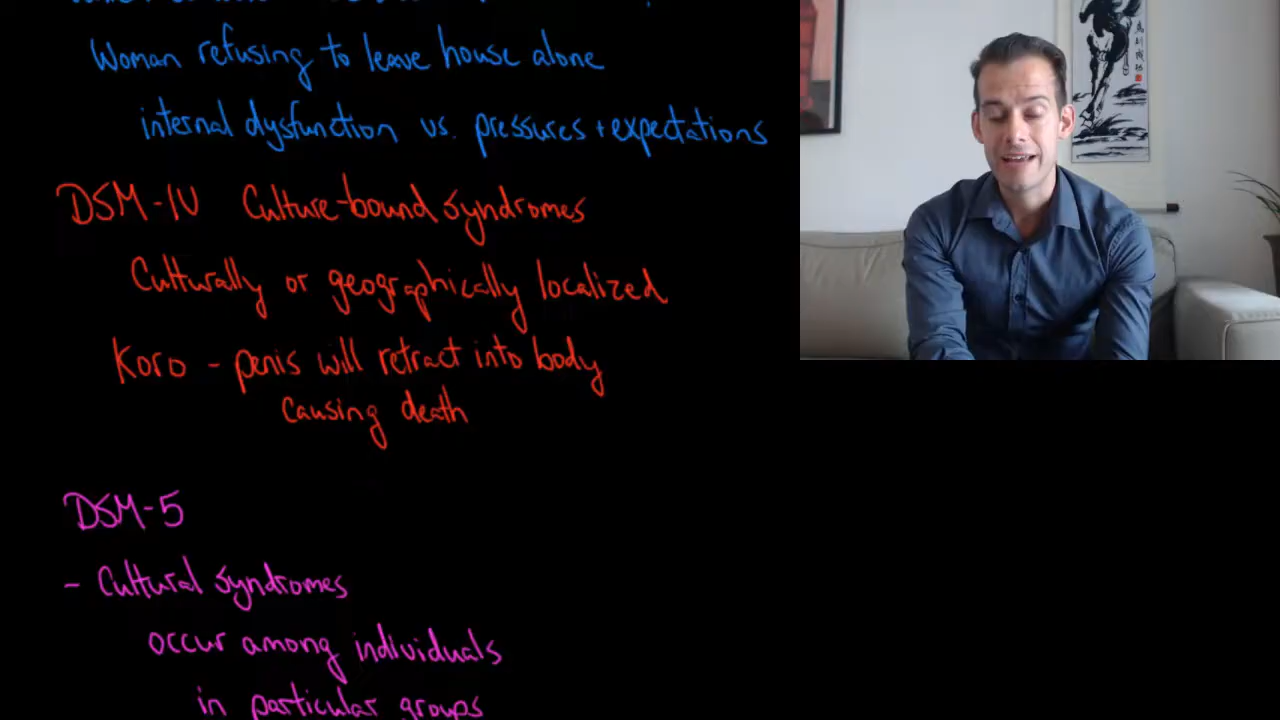 Woman refusing to leave house alone
internal dysfunction vs. pressures + expectations
DSM-IV Culture-bound Syndromes
Culturally or geographically localized
Koro - penis will retract into body
causing death
DSM-5
- Cultural Syndromes
occur among individuals
in particular groups